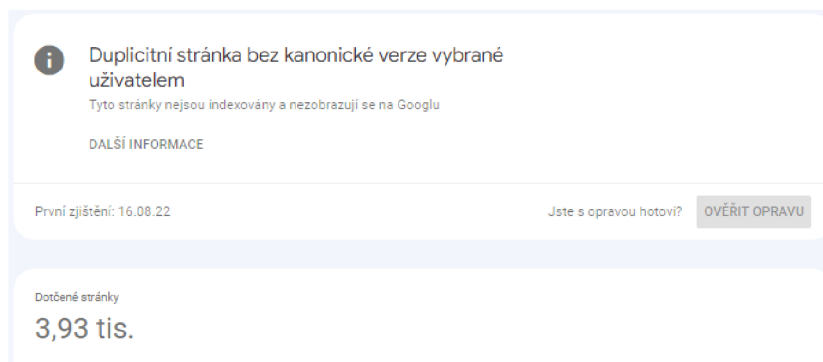 Duplicitní stránka bez kanonické verze vybrané
uživatelem
Tyto stránky nejsou indexovány a nezobrazují se na Googlu
DALŠÍ INFORMACE
První zjištění: 16.08.22
Jste s opravou hotovi?
OVĚŘIT OPRAVU
Dotčené stránky
3,93 tis.